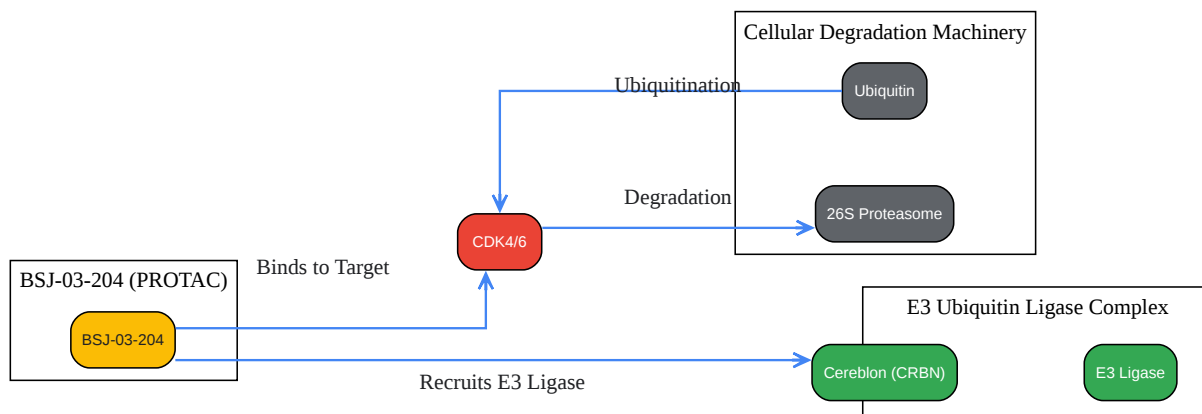 Cellular Degradation Machinery
Ubiquitination
Ubiquitin
Degradation
26S Proteasome
CDK4/6
Binds to Target
BSJ-03-204 (PROTAC)
BSJ-03-204
E3 Ubiquitin Ligase Complex
Cereblon (CRBN)
E3 Ligase
Recruits E3 Ligase